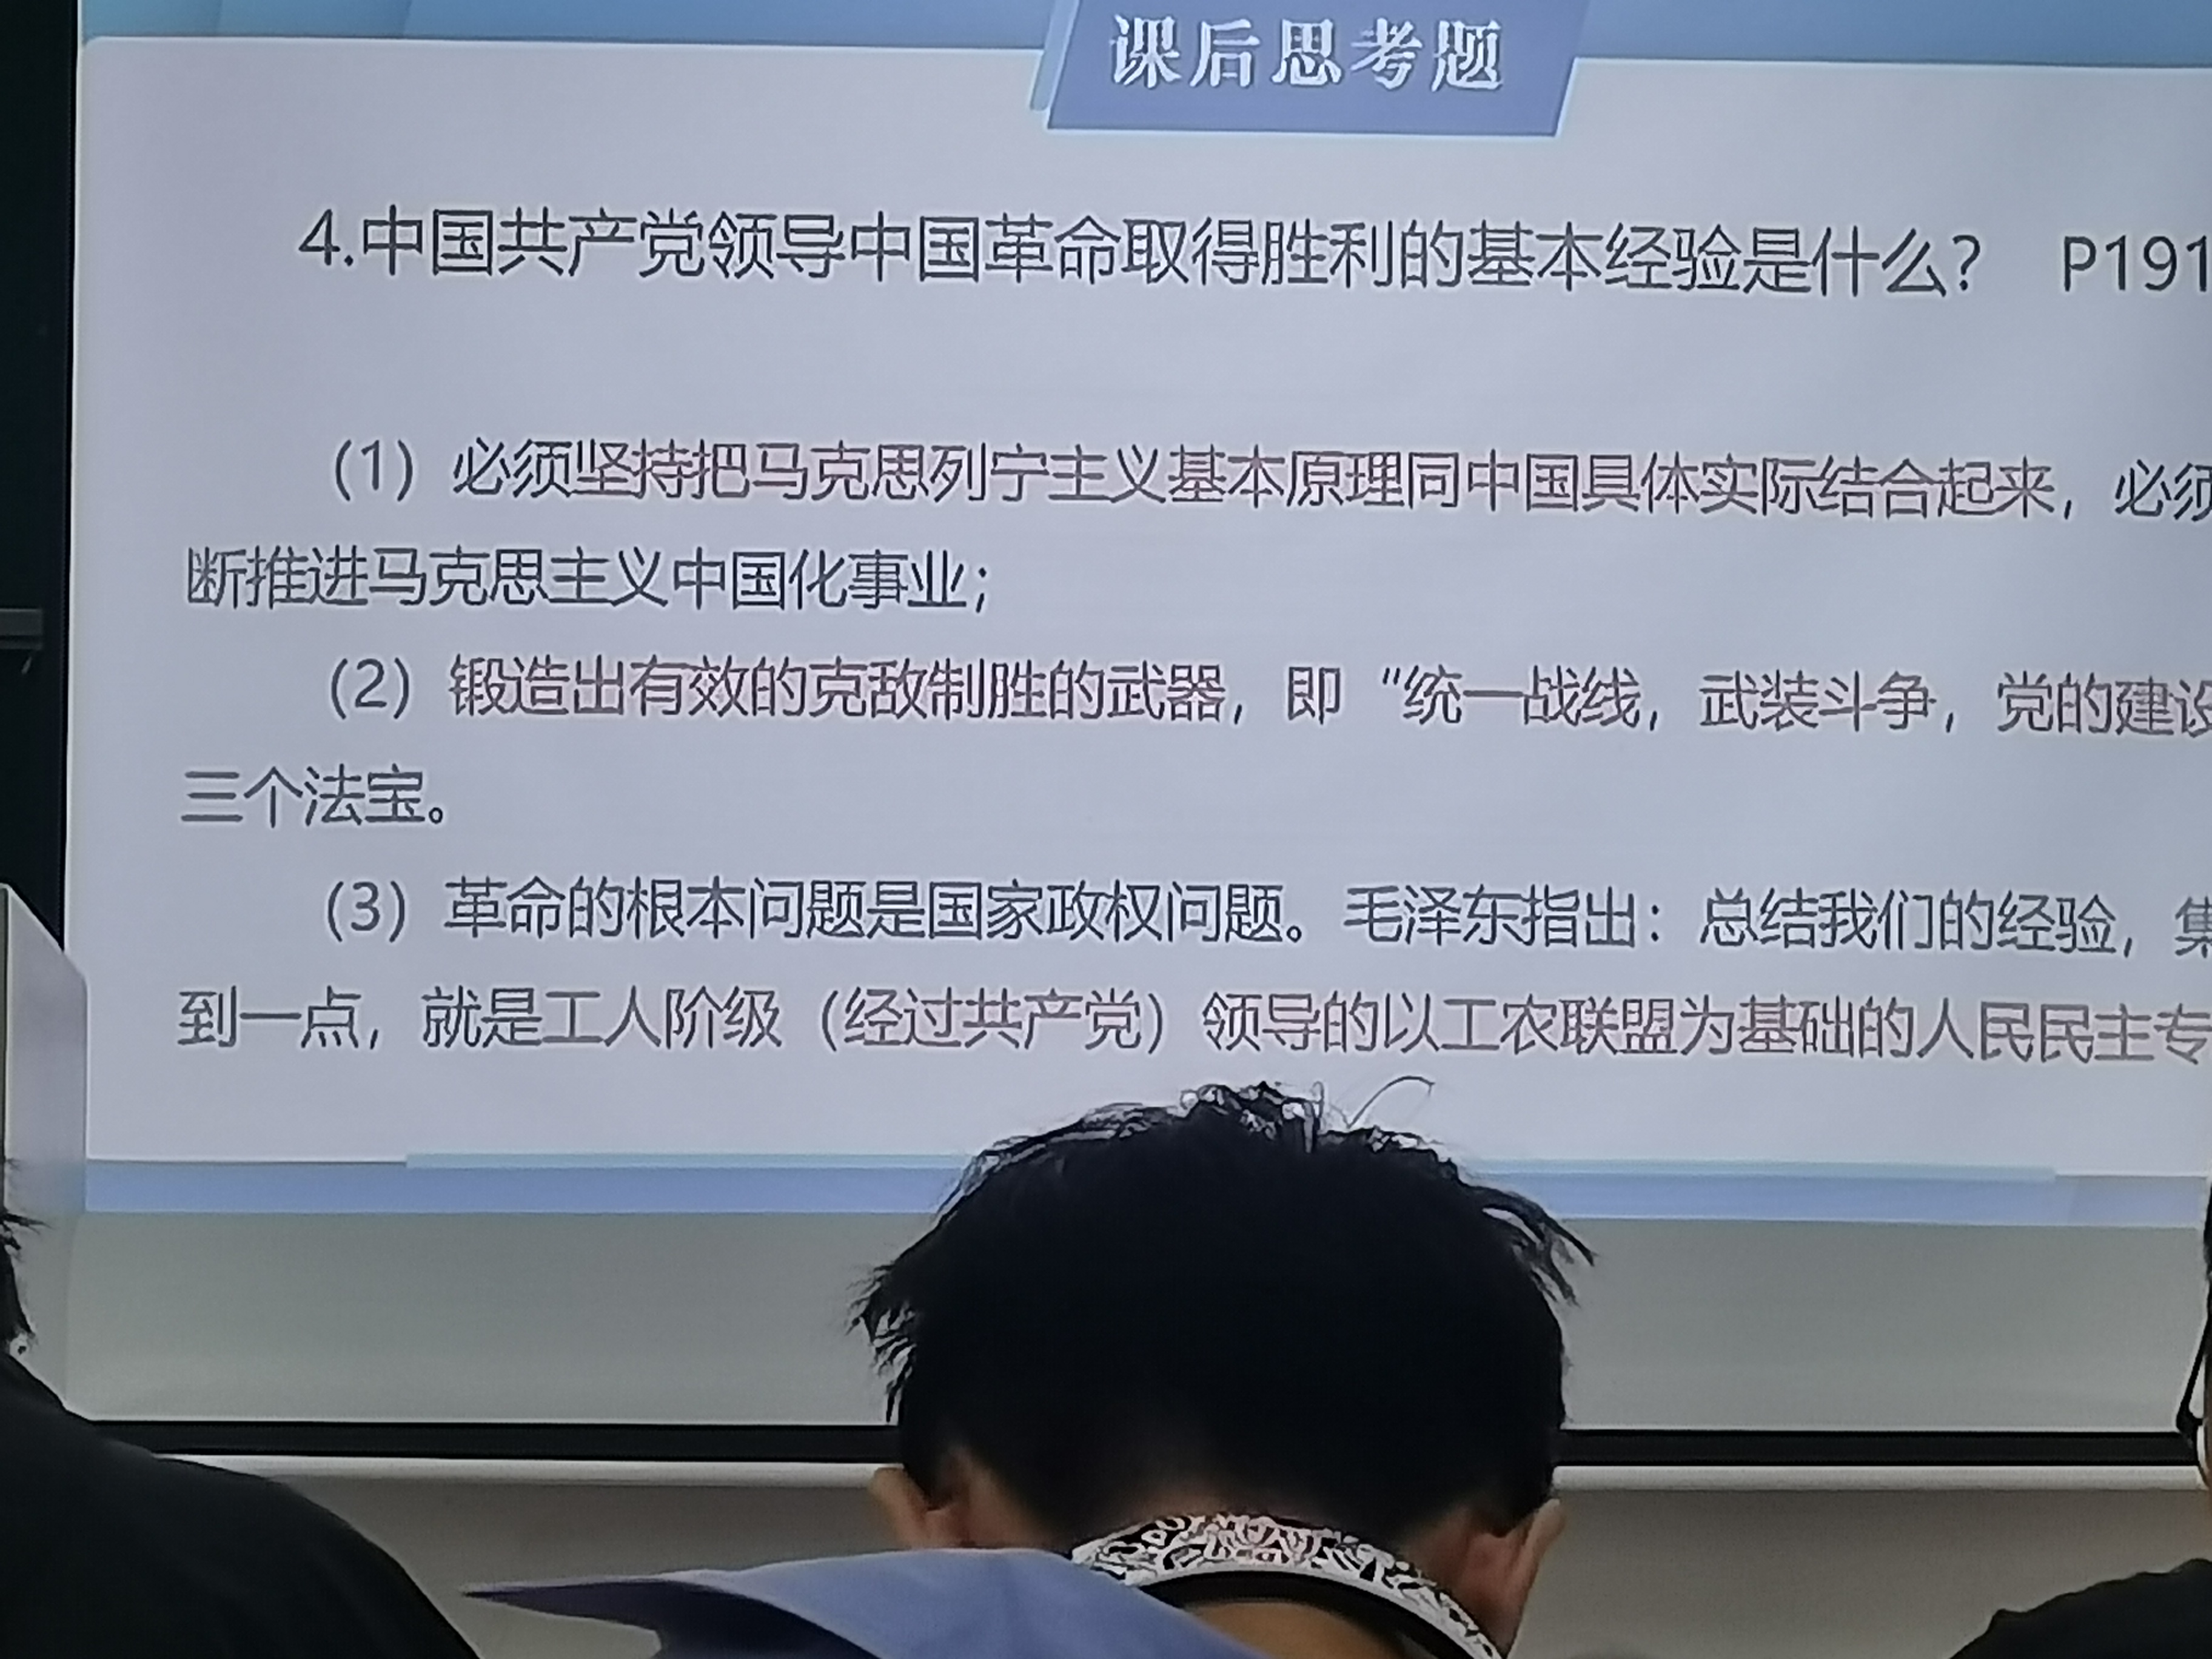 课后思考题
4.中国共产党领导中国革命取得胜利的基本经验是什么? P191
(1) 必须坚持把马克思列宁主义基本原理同中国具体实际结合起来，必须
断推进马克思主义中国化事业；
(2) 锻造出有效的克敌制胜的武器，即“统一战线，武装斗争，党的建设
三个法宝。
(3) 革命的根本问题是国家政权问题。毛泽东指出：总结我们的经验，集
到一点，就是工人阶级（经过共产党）领导的以工农联盟为基础的人民民主专